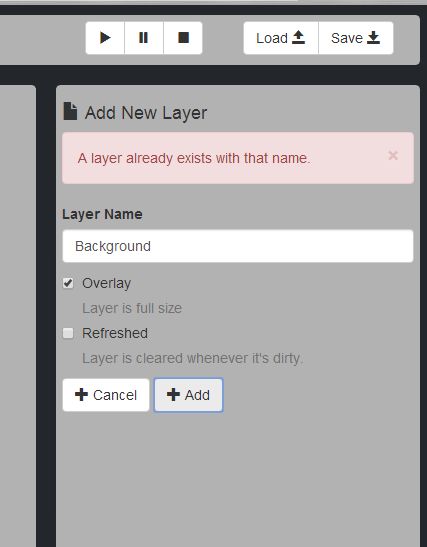 Load Save
Add New Layer
A layer already exists with that name. ×
Layer Name
Background
Overlay
Layer is full size
Refreshed
Layer is cleared whenever it's dirty.
Cancel Add